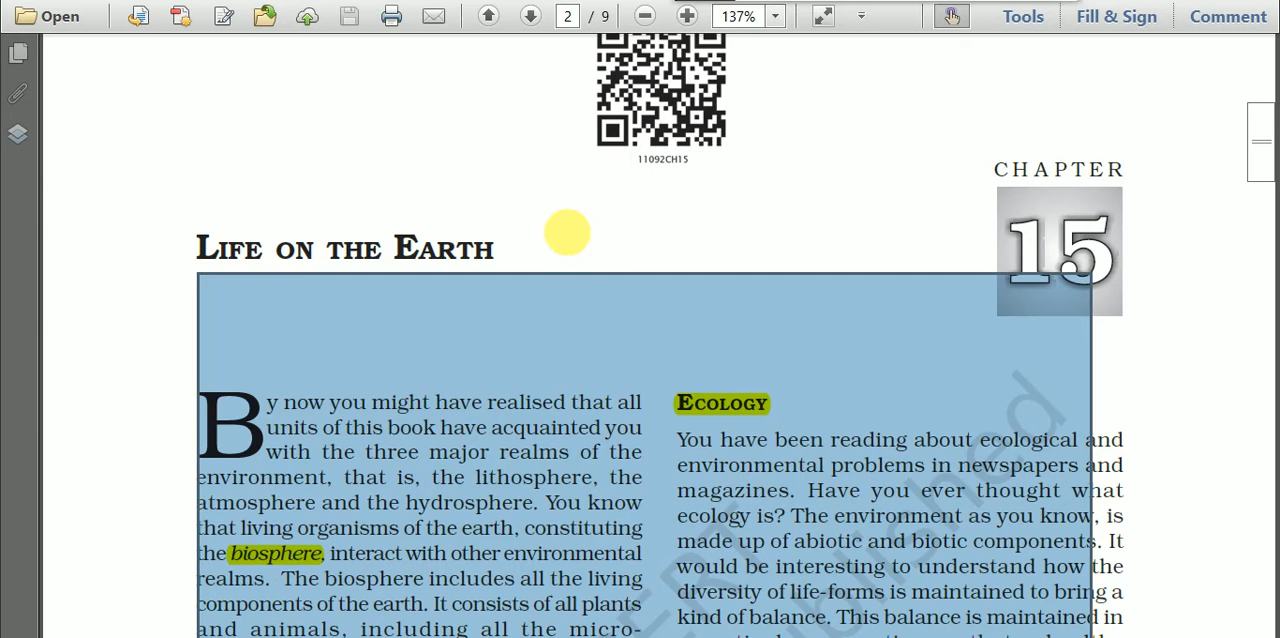 Open
2 / 9
137%
Tools
Fill & Sign
Comment
11092CH15
CHAPTER
15
LIFE ON THE EARTH
By now you might have realised that all
units of this book have acquainted you
with the three major realms of the
environment, that is, the lithosphere, the
atmosphere and the hydrosphere. You know
that living organisms of the earth, constituting
the biosphere, interact with other environmental
realms. The biosphere includes all the living
components of the earth. It consists of all plants
and animals, including all the micro-
ECOLOGY
You have been reading about ecological and
environmental problems in newspapers and
magazines. Have you ever thought what
ecology is? The environment as you know, is
made up of abiotic and biotic components. It
would be interesting to understand how the
diversity of life-forms is maintained to bring a
kind of balance. This balance is maintained in